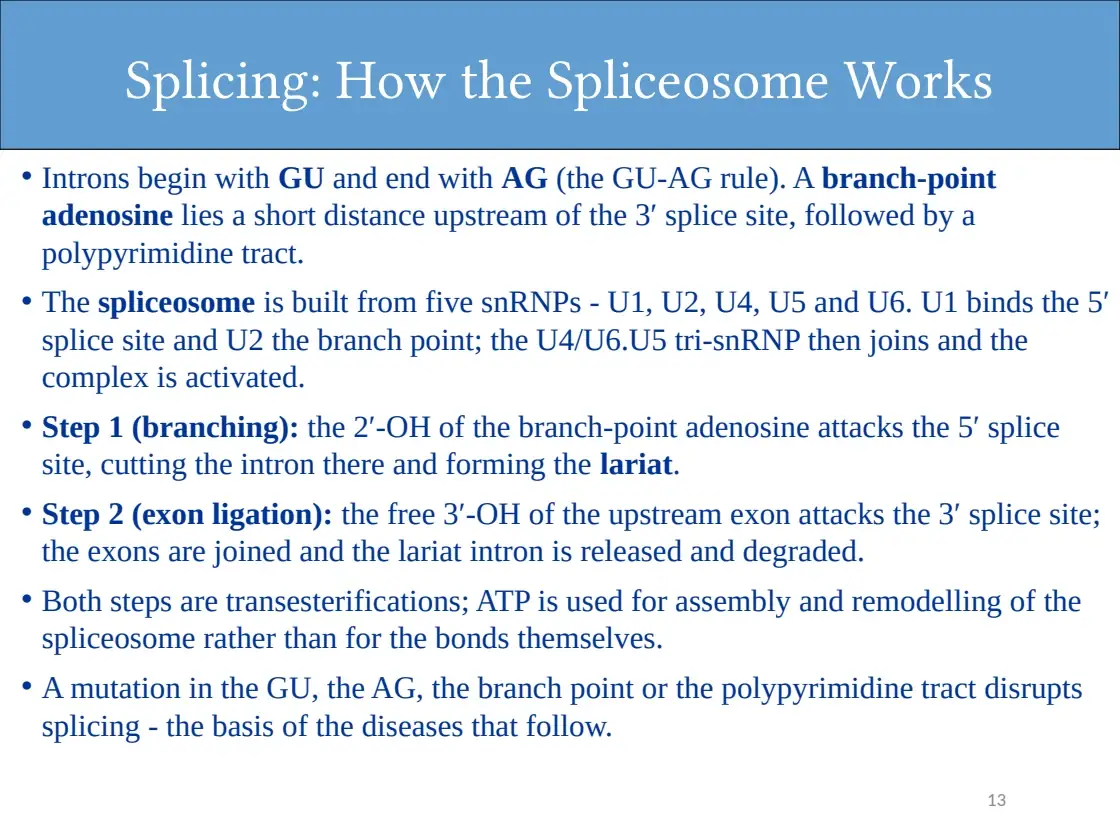 Splicing: How the Spliceosome Works
• Introns begin with GU and end with AG (the GU-AG rule). A branch-point
adenosine lies a short distance upstream of the 3′ splice site, followed by a
polypyrimidine tract.
• The spliceosome is built from five snRNPs - U1, U2, U4, U5 and U6. U1 binds the 5′
splice site and U2 the branch point; the U4/U6.U5 tri-snRNP then joins and the
complex is activated.
• Step 1 (branching): the 2′-OH of the branch-point adenosine attacks the 5′ splice
site, cutting the intron there and forming the lariat.
• Step 2 (exon ligation): the free 3′-OH of the upstream exon attacks the 3′ splice site;
the exons are joined and the lariat intron is released and degraded.
• Both steps are transesterifications; ATP is used for assembly and remodelling of the
spliceosome rather than for the bonds themselves.
• A mutation in the GU, the AG, the branch point or the polypyrimidine tract disrupts
splicing - the basis of the diseases that follow.
13